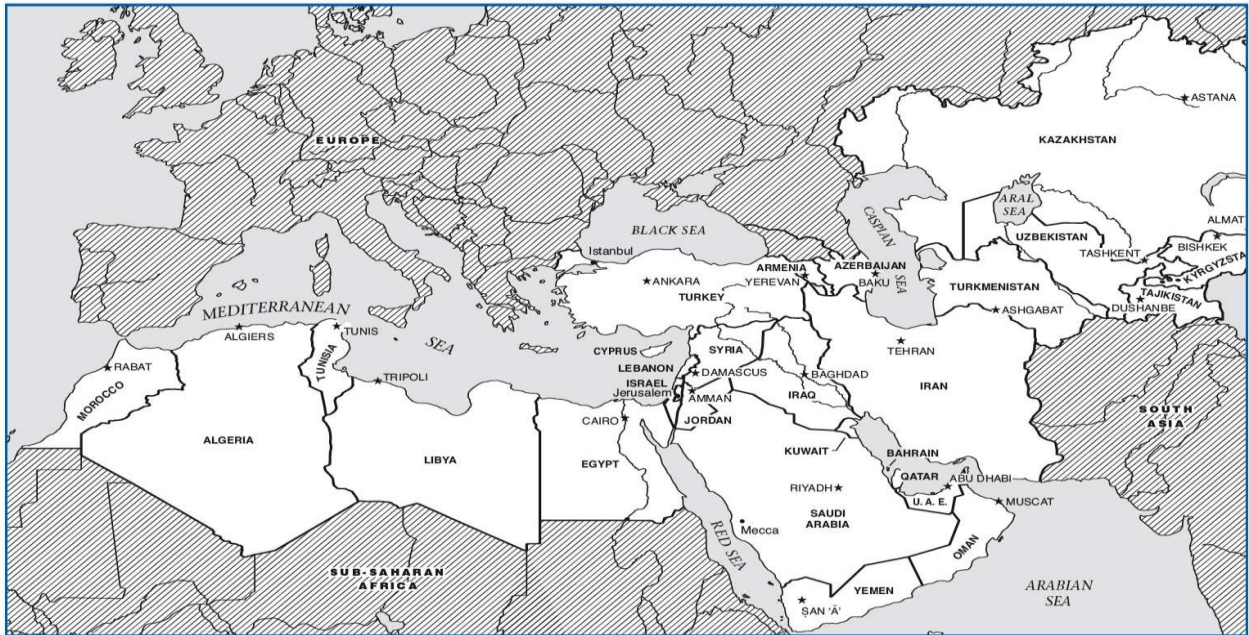 EUROPE
ASTANA
KAZAKHSTAN
ARAL
SEA
CASPIAN
SEA
BLACK SEA
Istanbul
ALMAT
UZBEKISTAN
BISHKEK
TASHKENT
KYRGYZSTA
ARMENIA
AZERBAIJAN
ANKARA
YEREVAN
BAKU
TURKMENISTAN
TAJIKISTAN
TURKEY
DUSHANBE
ASHGABAT
MEDITERRANEAN
SEA
ALGIERS
TUNIS
TUNISIA
CYPRUS
SYRIA
TEHRAN
RABAT
TRIPOLI
LEBANON
DAMASCUS
BAGHDAD
MOROCCO
ISRAEL
Jerusalem
AMMAN
IRAQ
IRAN
CAIRO
JORDAN
SOUTH
ASIA
ALGERIA
LIBYA
EGYPT
KUWAIT
BAHRAIN
QATAR
ABU DHABI
RIYADH
U. A. E.
MUSCAT
SAUDI
ARABIA
Mecca
RED SEA
OMAN
SUB-SAHARAN
AFRICA
YEMEN
ṢAN 'Ā'
ARABIAN
SEA